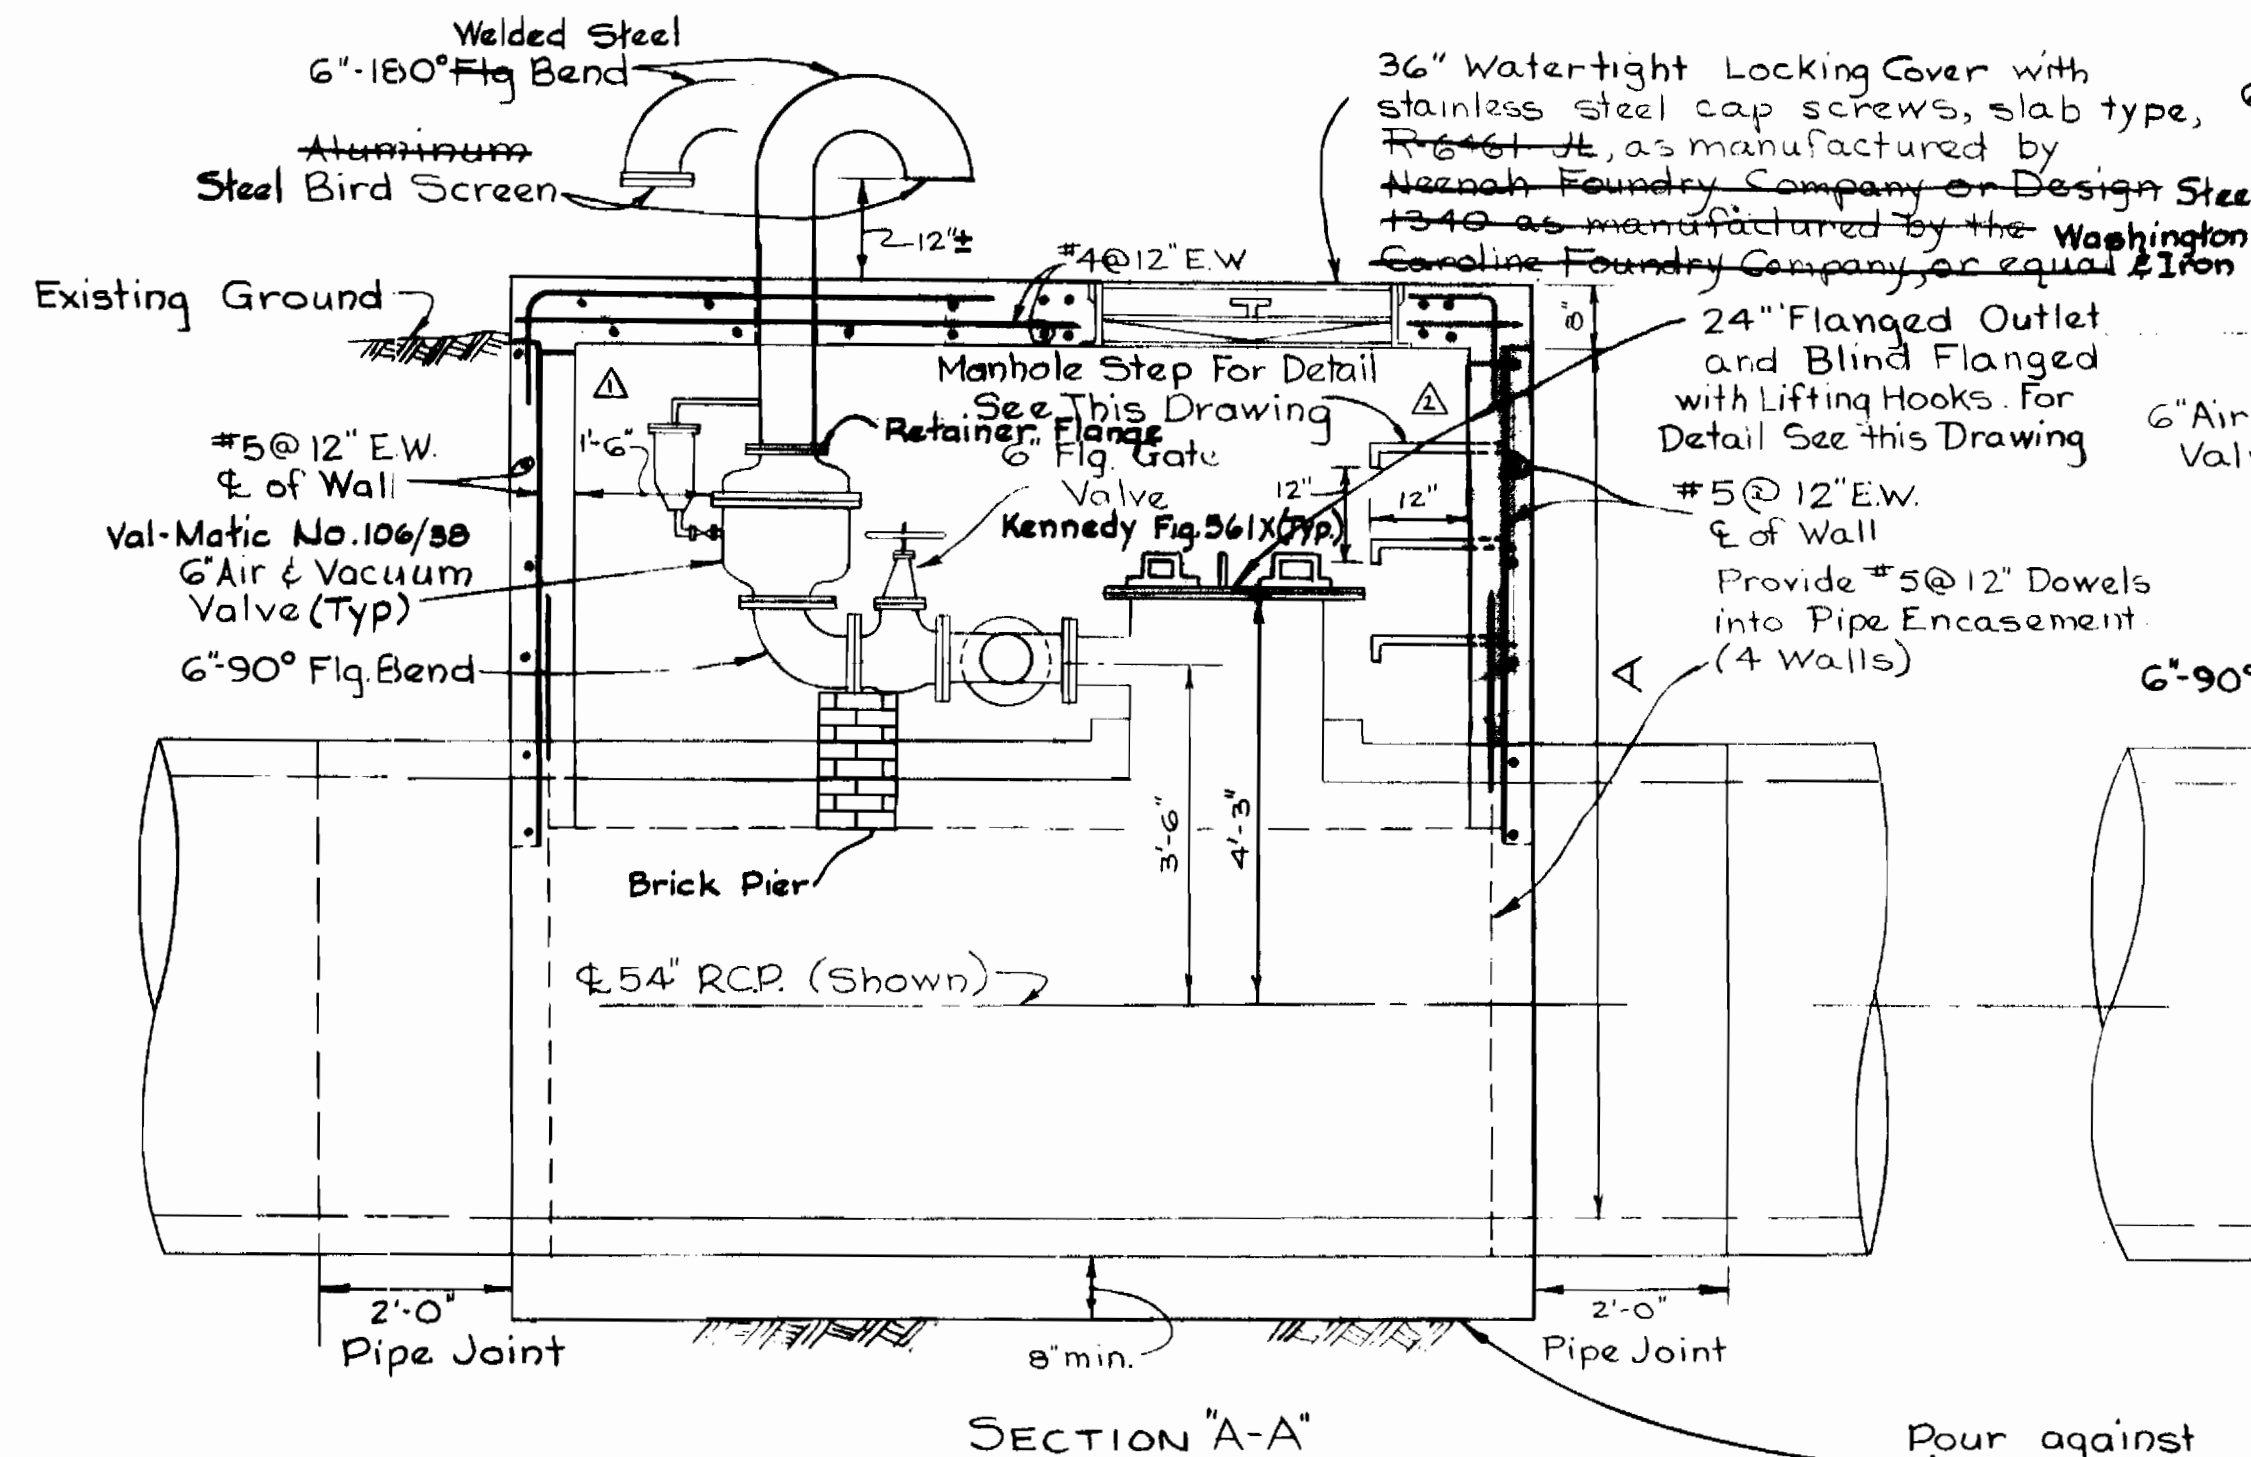 Welded Steel
6"-180° Flg Bend
Aluminum
Steel Bird Screen
Existing Ground
2-12"±
#4@12" E.W
36" Watertight Locking Cover with
stainless steel cap screws, slab type,
R-6461 JL, as manufactured by
Neenah Foundry Company or Design Stee
1340 as manufactured by the Washington
Caroline Foundry Company, or equal & Iron
8"
24" Flanged Outlet
and Blind Flanged
with Lifting Hooks. For
Detail See this Drawing
Manhole Step For Detail
See This Drawing
1
2
Retainer Flange
6" Flg. Gate
Valve
Kennedy Fig. 561X (Typ.)
1'-6"
12"
12"
#5@12" E.W.
℄ of Wall
Val-Matic No. 106/38
6" Air & Vacuum
Valve (Typ)
6"-90° Flg. Bend
#5@12" E.W.
℄ of Wall
Provide #5@12" Dowels
into Pipe Encasement
(4 Walls)
A
6" Air
Val
6"-90°
Brick Pier
3'-6"
4'-3"
℄ 54" R.C.P. (Shown)
2'-0"
Pipe Joint
8" min.
2'-0"
Pipe Joint
SECTION "A-A"
Pour against